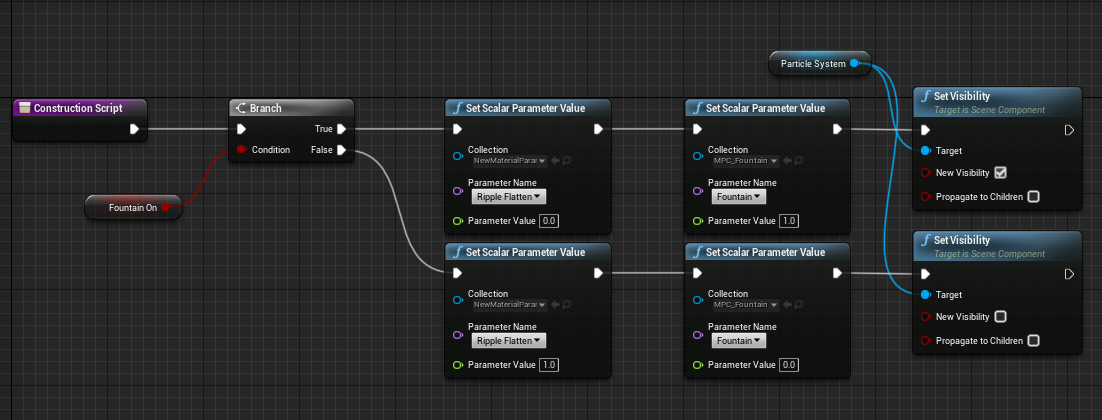 Construction Script
Branch
True
Condition
False
Fountain On
Set Scalar Parameter Value
Collection
NewMaterialParar
Parameter Name
Ripple Flatten
Parameter Value 0.0
Set Scalar Parameter Value
Collection
MPC_Fountain
Parameter Name
Fountain
Parameter Value 1.0
Particle System
Set Visibility
Target is Scene Component
Target
New Visibility
Propagate to Children
Set Scalar Parameter Value
Collection
NewMaterialParar
Parameter Name
Ripple Flatten
Parameter Value 1.0
Set Scalar Parameter Value
Collection
MPC_Fountain
Parameter Name
Fountain
Parameter Value 0.0
Set Visibility
Target is Scene Component
Target
New Visibility
Propagate to Children